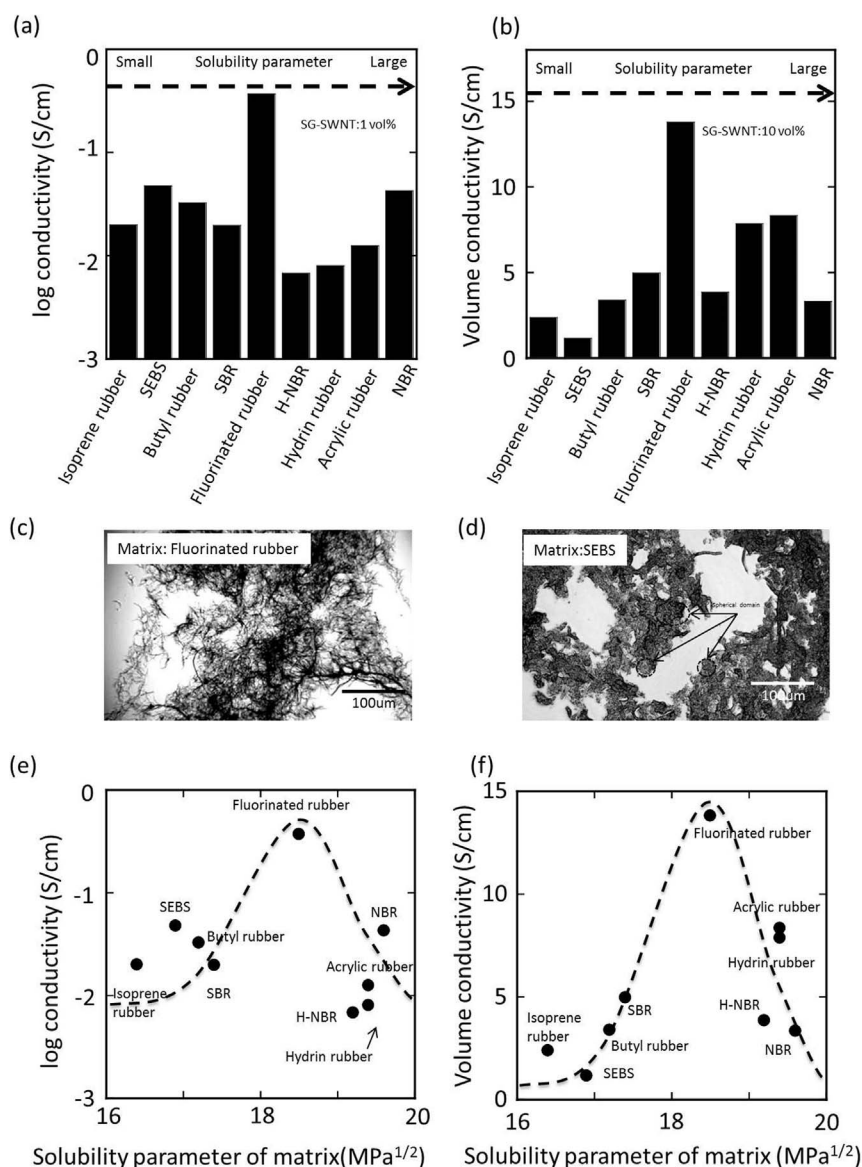 (a)
0
-1
-2
-3
log conductivity (S/cm)
Small Solubility parameter Large
SG-SWNT:1 vol%
Isoprene rubber
SEBS
Butyl rubber
SBR
Fluorinated rubber
H-NBR
Hydrin rubber
Acrylic rubber
NBR
(b)
15
10
5
0
Volume conductivity (S/cm)
Small Solubility parameter Large
SG-SWNT:10 vol%
Isoprene rubber
SEBS
Butyl rubber
SBR
Fluorinated rubber
H-NBR
Hydrin rubber
Acrylic rubber
NBR
(c)
Matrix: Fluorinated rubber
100um
(d)
Matrix:SEBS
Spherical domain
100um
(e)
0
-1
-2
-3
log conductivity (S/cm)
Fluorinated rubber
SEBS
NBR
Butyl rubber
Isoprene
rubber
SBR
Acrylic rubber
H-NBR
Hydrin rubber
16 18 20
Solubility parameter of matrix(MPa1/2)
(f)
15
10
5
0
Volume conductivity (S/cm)
Fluorinated rubber
Acrylic rubber
Hydrin rubber
SBR
H-NBR
Isoprene
rubber
Butyl rubber
NBR
SEBS
16 18 20
Solubility parameter of matrix (MPa1/2)